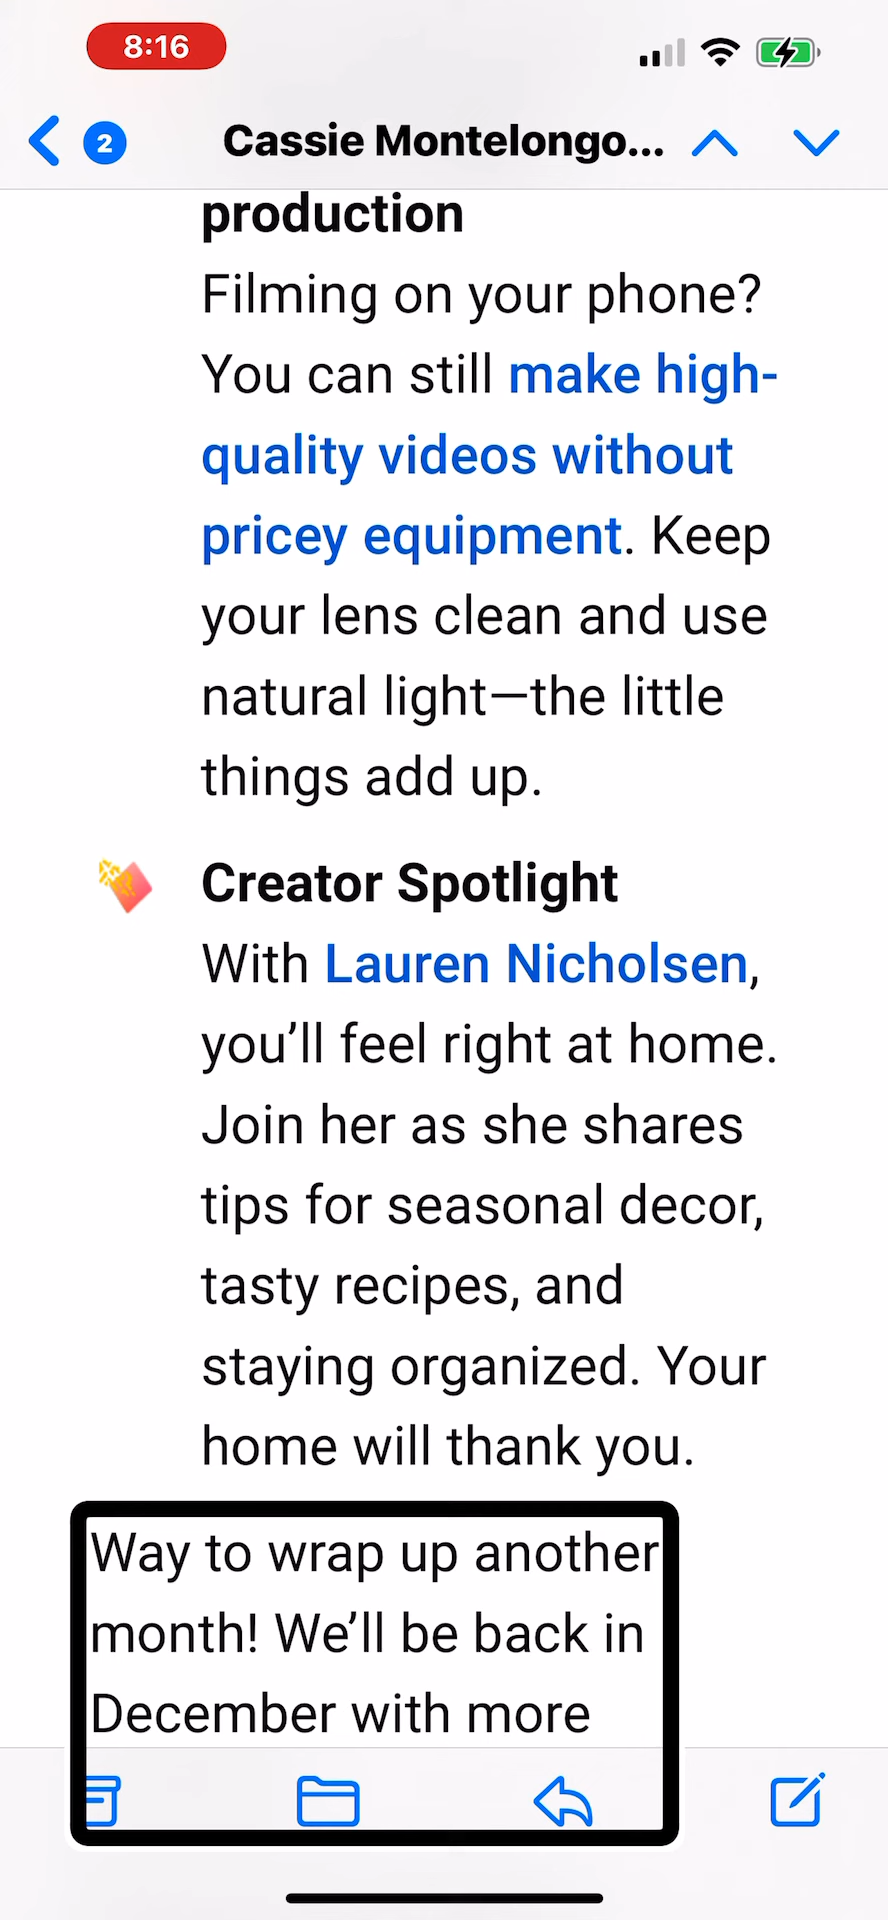 8:16
2
Cassie Montelongo...
production
Filming on your phone?
You can still make high-
quality videos without
pricey equipment. Keep
your lens clean and use
natural light—the little
things add up.
Creator Spotlight
With Lauren Nicholsen,
you’ll feel right at home.
Join her as she shares
tips for seasonal decor,
tasty recipes, and
staying organized. Your
home will thank you.
Way to wrap up another
month! We’ll be back in
December with more